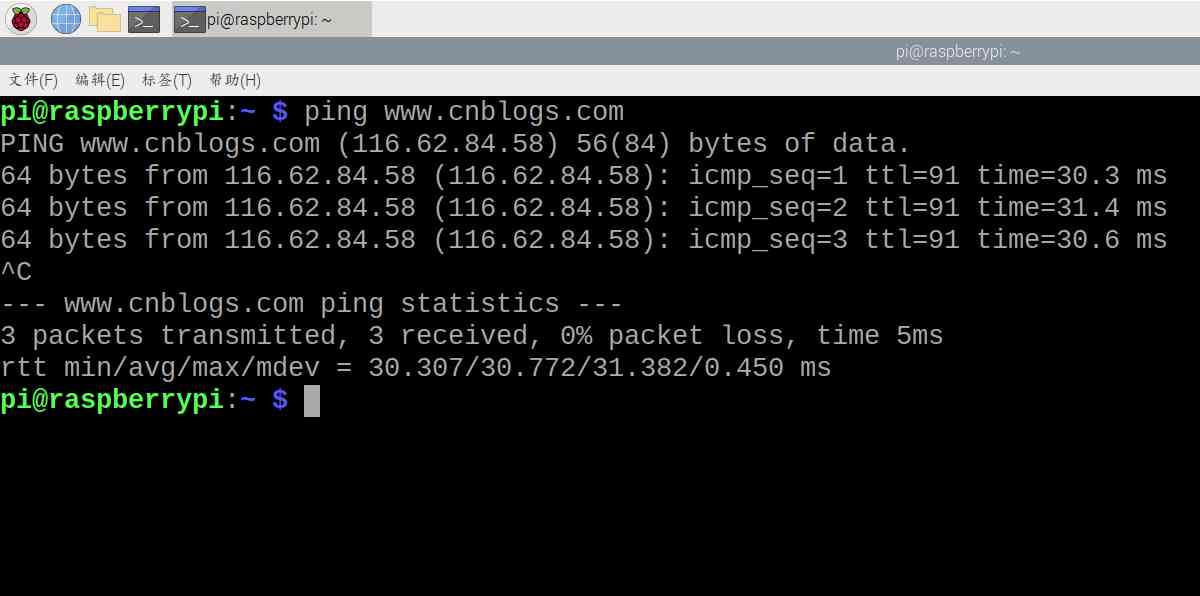 pi@raspberrypi: ~
pi@raspberrypi: ~
文件(F) 编辑(E) 标签(T) 帮助(H)
pi@raspberrypi:~ $ ping www.cnblogs.com
PING www.cnblogs.com (116.62.84.58) 56(84) bytes of data.
64 bytes from 116.62.84.58 (116.62.84.58): icmp_seq=1 ttl=91 time=30.3 ms
64 bytes from 116.62.84.58 (116.62.84.58): icmp_seq=2 ttl=91 time=31.4 ms
64 bytes from 116.62.84.58 (116.62.84.58): icmp_seq=3 ttl=91 time=30.6 ms
^C
--- www.cnblogs.com ping statistics ---
3 packets transmitted, 3 received, 0% packet loss, time 5ms
rtt min/avg/max/mdev = 30.307/30.772/31.382/0.450 ms
pi@raspberrypi:~ $